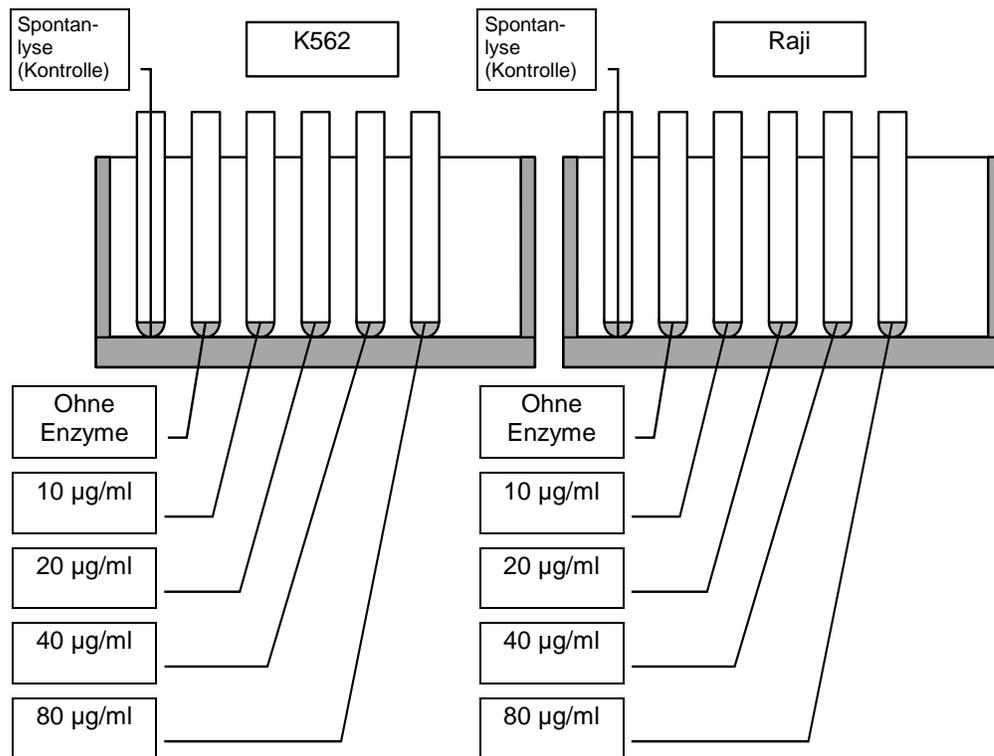 Spontan-
lyse
(Kontrolle)
K562
Ohne
Enzyme
10 µg/ml
20 µg/ml
40 µg/ml
80 µg/ml
Spontan-
lyse
(Kontrolle)
Raji
Ohne
Enzyme
10 µg/ml
20 µg/ml
40 µg/ml
80 µg/ml